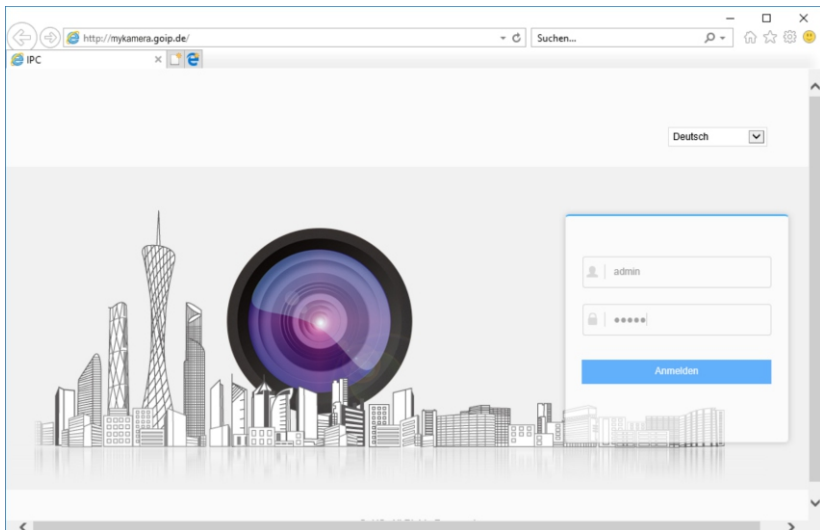 http://mykamera.goip.de/
Suchen...
IPC
Deutsch
admin
•••••
Anmelden